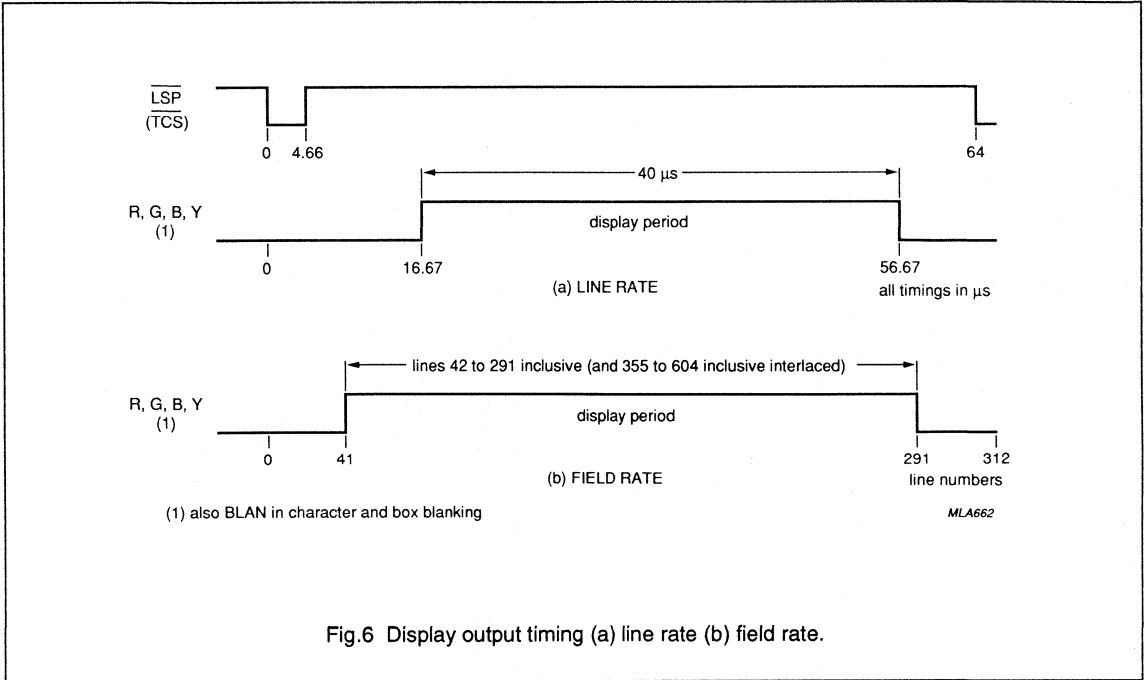 LSP
(TCS)
0 4.66 64
40 µs
R, G, B, Y
(1)
display period
0 16.67 56.67
(a) LINE RATE
all timings in µs
lines 42 to 291 inclusive (and 355 to 604 inclusive interlaced)
R, G, B, Y
(1)
display period
0 41 291 312
(b) FIELD RATE
line numbers
(1) also BLAN in character and box blanking
MLA662
Fig.6 Display output timing (a) line rate (b) field rate.